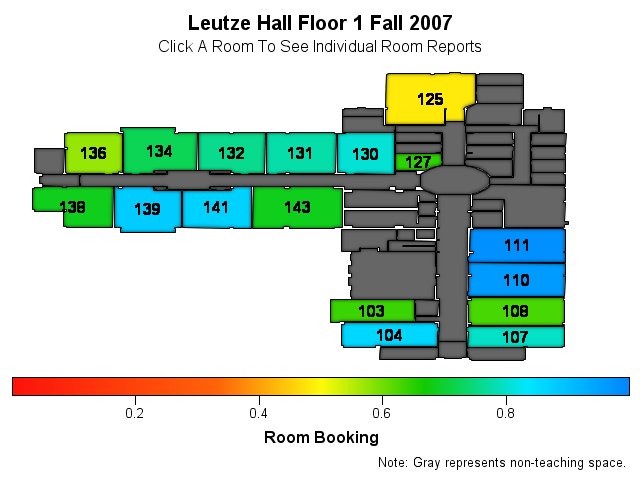 Leutze Hall Floor 1 Fall 2007
Click A Room To See Individual Room Reports
125
136 134 132 131 130 127
138 139 141 143
111
110
103 108
104 107
0.2 0.4 0.6 0.8
Room Booking
Note: Gray represents non-teaching space.